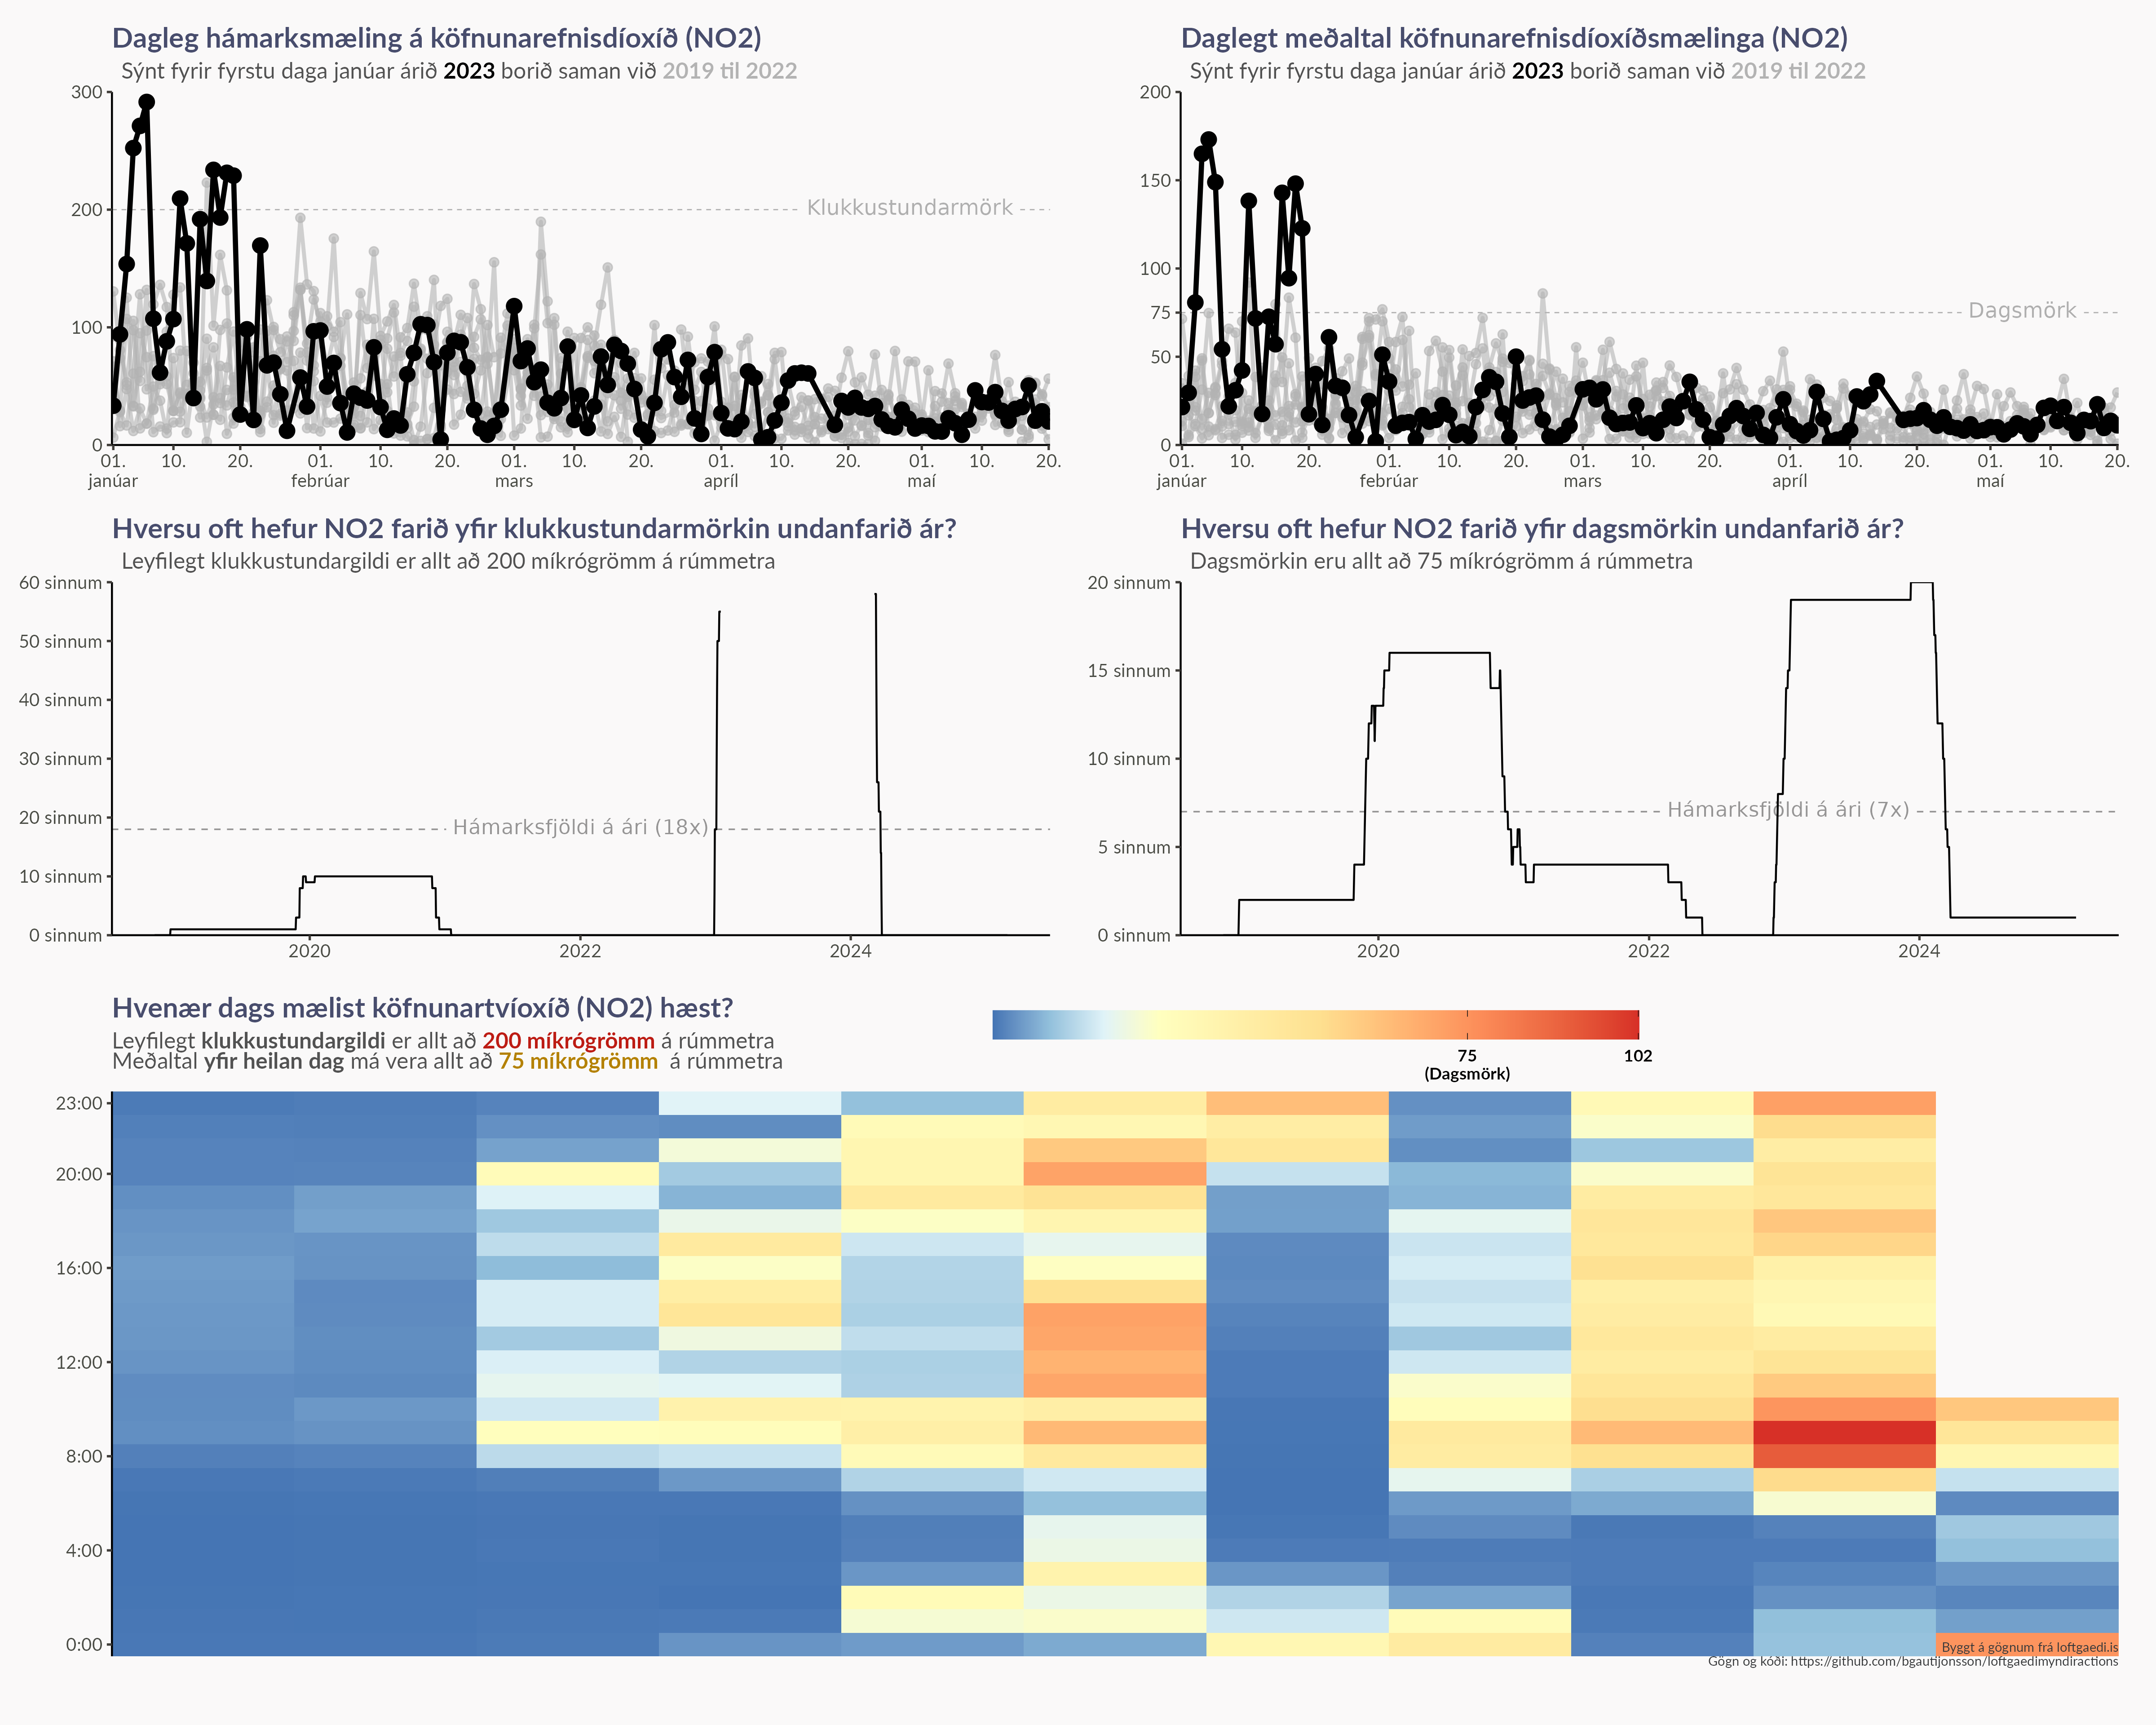 Dagleg hámarksmæling á köfnunarefnisdíoxíð (NO2)
Sýnt fyrir fyrstu daga janúar árið 2023 borið saman við 2019 til 2022
300
200
100
0
Klukkustundarmörk
01. 10. 20. 01. 10. 20. 01. 10. 20. 01. 10. 20. 01. 10. 20.
janúar febrúar mars apríl maí
Daglegt meðaltal köfnunarefnisdíoxíðsmælinga (NO2)
Sýnt fyrir fyrstu daga janúar árið 2023 borið saman við 2019 til 2022
200
150
100
75
50
0
Dagsmörk
01. 10. 20. 01. 10. 20. 01. 10. 20. 01. 10. 20. 01. 10. 20.
janúar febrúar mars apríl maí
Hversu oft hefur NO2 farið yfir klukkustundarmörkin undanfarið ár?
Leyfilegt klukkustundargildi er allt að 200 míkrógrömm á rúmmetra
60 sinnum
50 sinnum
40 sinnum
30 sinnum
20 sinnum
10 sinnum
0 sinnum
Hámarksfjöldi á ári (18x)
2020 2022 2024
Hversu oft hefur NO2 farið yfir dagsmörkin undanfarið ár?
Dagsmörkin eru allt að 75 míkrógrömm á rúmmetra
20 sinnum
15 sinnum
10 sinnum
5 sinnum
0 sinnum
Hámarksfjöldi á ári (7x)
2020 2022 2024
Hvenær dags mælist köfnunartvíoxíð (NO2) hæst?
Leyfilegt klukkustundargildi er allt að 200 míkrógrömm á rúmmetra
Meðaltal yfir heilan dag má vera allt að 75 míkrógrömm á rúmmetra
75 102
(Dagsmörk)
23:00
20:00
16:00
12:00
8:00
4:00
0:00
Byggt á gögnum frá loftgaedi.is
Gögn og kóði: https://github.com/bgautijonsson/loftgaedimyndiractions